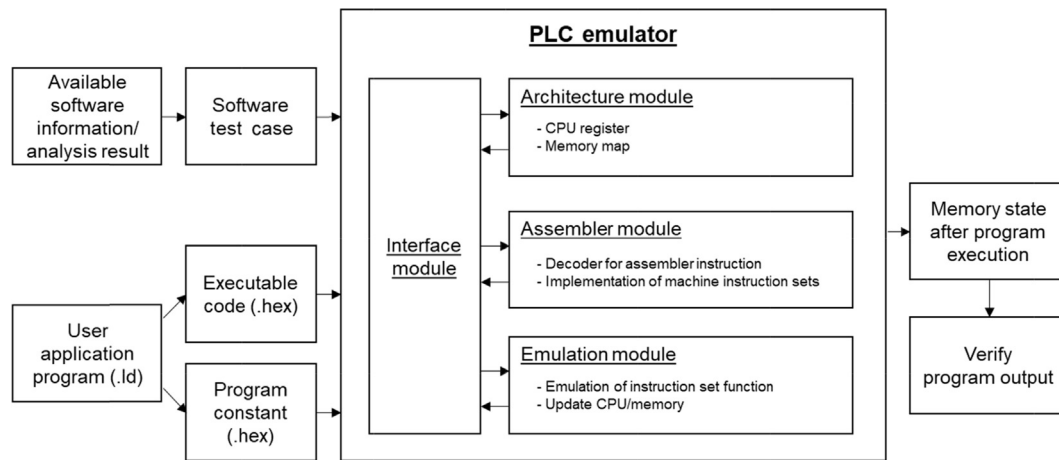 PLC emulator
Available
software
information/
analysis result
Software
test case
User
application
program (.ld)
Executable
code (.hex)
Program
constant
(.hex)
Interface
module
Architecture module
- CPU register
- Memory map
Assembler module
- Decoder for assembler instruction
- Implementation of machine instruction sets
Emulation module
- Emulation of instruction set function
- Update CPU/memory
Memory state
after program
execution
Verify
program output